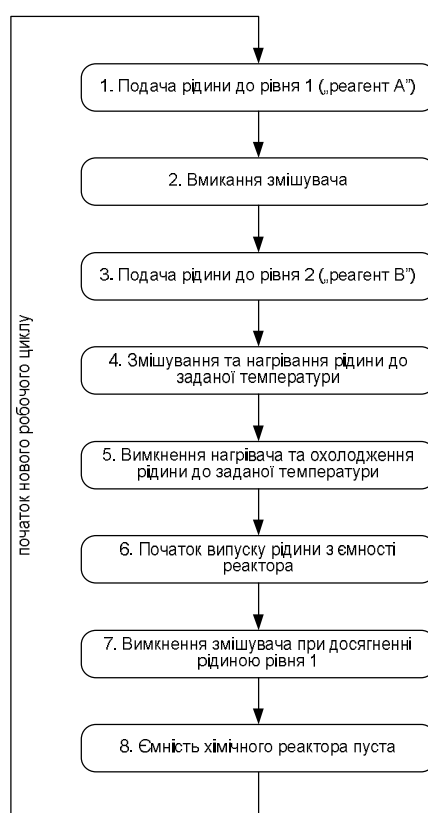 1. Подача рідини до рівня 1 („реагент А”)
2. Вмикання змішувача
3. Подача рідини до рівня 2 („реагент В”)
4. Змішування та нагрівання рідини до
заданої температури
5. Вимкнення нагрівача та охолодження
рідини до заданої температури
6. Початок випуску рідини з ємності
реактора
7. Вимкнення змішувача при досягненні
рідиною рівня 1
8. Ємність хімічного реактора пуста
початок нового робочого циклу